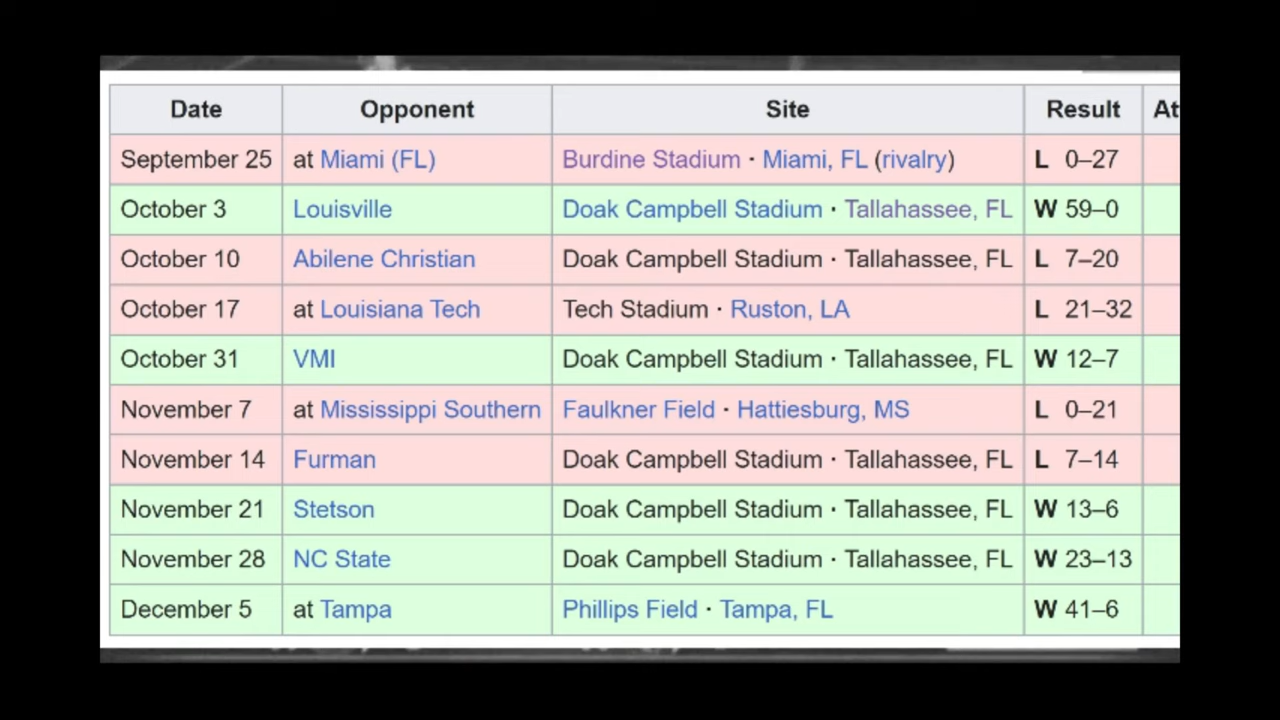 Date Opponent Site Result At
September 25 at Miami (FL) Burdine Stadium · Miami, FL (rivalry) L 0–27
October 3 Louisville Doak Campbell Stadium · Tallahassee, FL W 59–0
October 10 Abilene Christian Doak Campbell Stadium · Tallahassee, FL L 7–20
October 17 at Louisiana Tech Tech Stadium · Ruston, LA L 21–32
October 31 VMI Doak Campbell Stadium · Tallahassee, FL W 12–7
November 7 at Mississippi Southern Faulkner Field · Hattiesburg, MS L 0–21
November 14 Furman Doak Campbell Stadium · Tallahassee, FL L 7–14
November 21 Stetson Doak Campbell Stadium · Tallahassee, FL W 13–6
November 28 NC State Doak Campbell Stadium · Tallahassee, FL W 23–13
December 5 at Tampa Phillips Field · Tampa, FL W 41–6